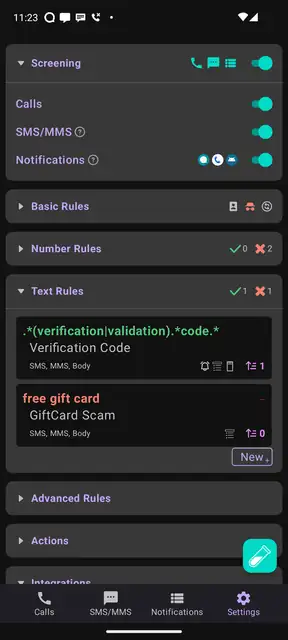 11:23
Screening
Calls
SMS/MMS
Notifications
Basic Rules
Number Rules 0 2
Text Rules 1 1
.*(verification|validation).*code.*
Verification Code
SMS, MMS, Body 1
free gift card
GiftCard Scam
SMS, MMS, Body 0
New
Advanced Rules
Actions
Integrations
Calls SMS/MMS Notifications Settings